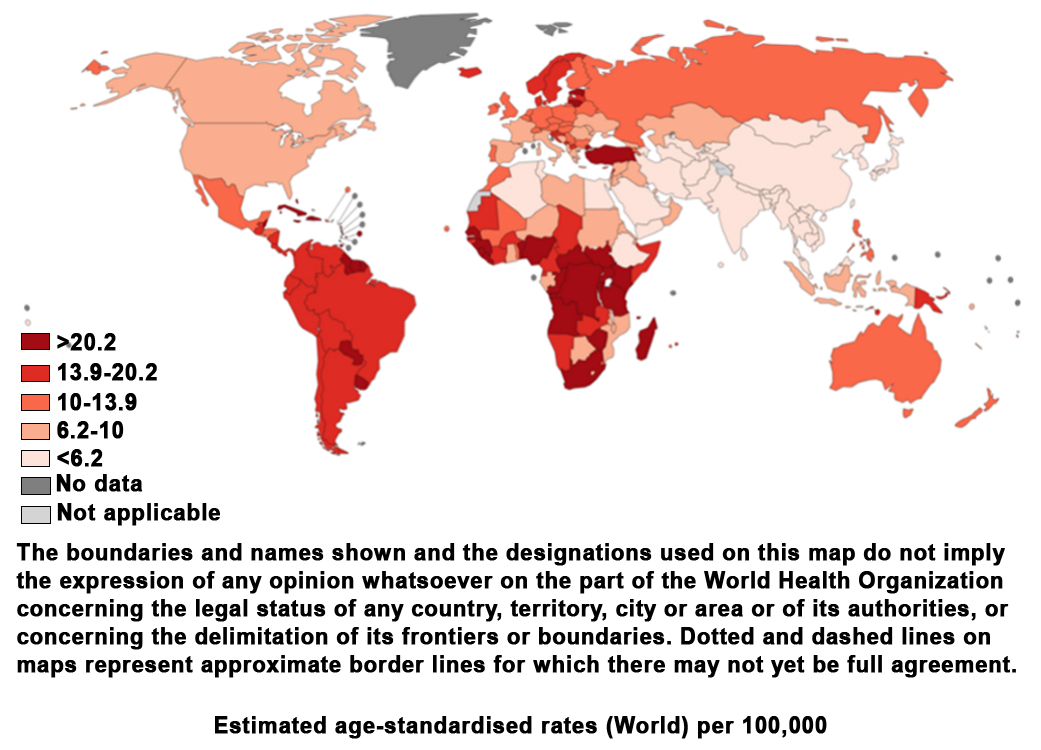 >20.2
13.9-20.2
10-13.9
6.2-10
<6.2
No data
Not applicable
The boundaries and names shown and the designations used on this map do not imply
the expression of any opinion whatsoever on the part of the World Health Organization
concerning the legal status of any country, territory, city or area or of its authorities, or
concerning the delimitation of its frontiers or boundaries. Dotted and dashed lines on
maps represent approximate border lines for which there may not yet be full agreement.
Estimated age-standardised rates (World) per 100,000